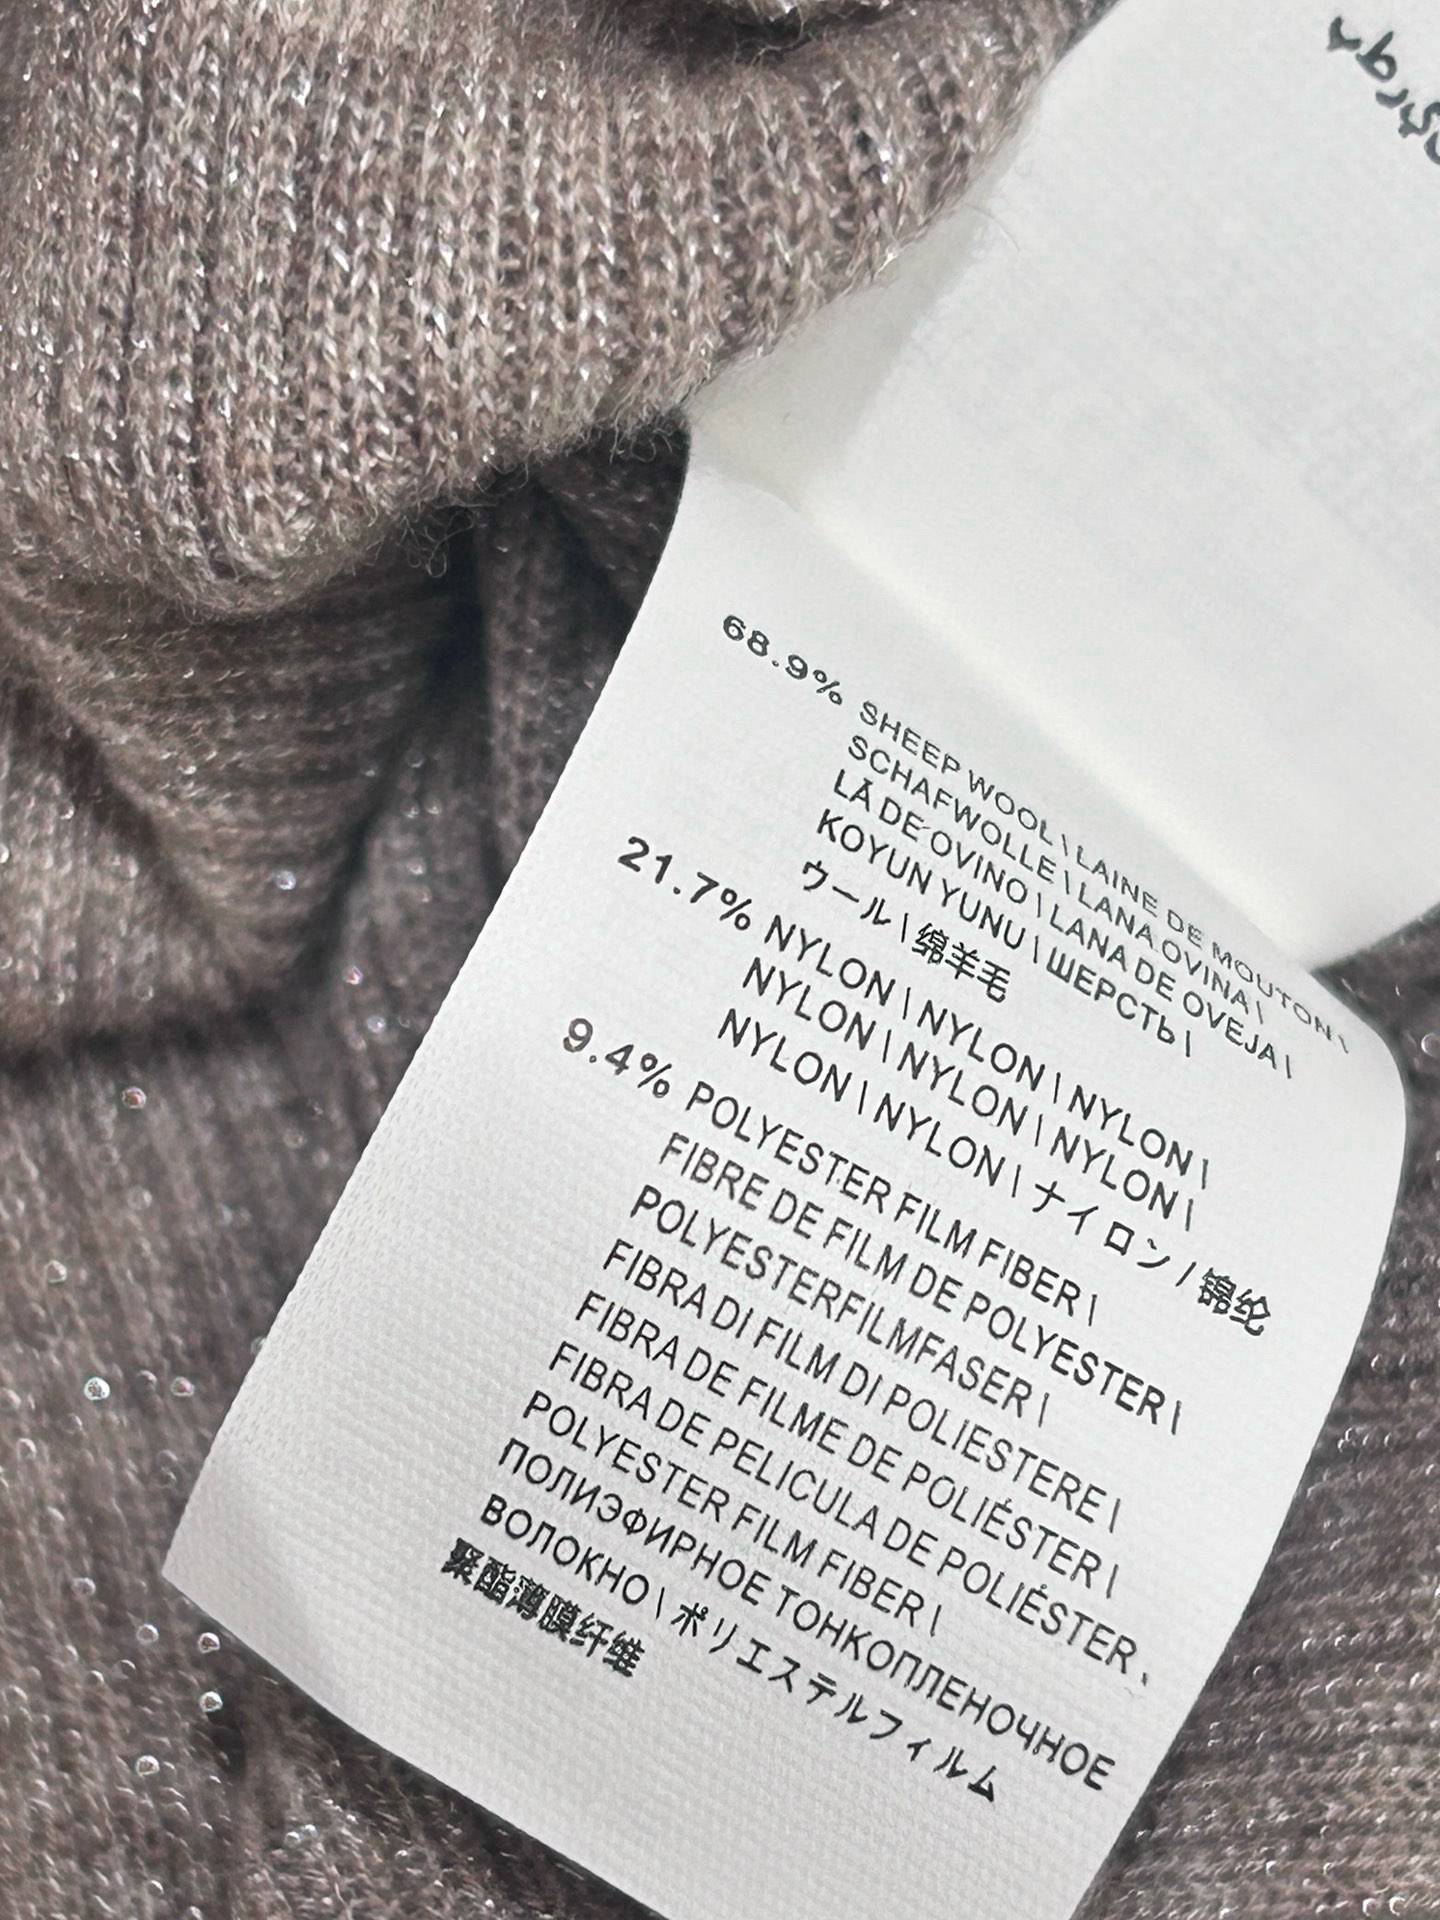 68.9% SHEEP WOOL \ LAINE DE MOUTON \
SCHAFWOLLE \ LANA OVINA \
LÃ DE OVINO \ LANA DE OVEJA \
KOYUN YUNU \ ШЕРСТЬ \
ウール \ 绵羊毛
21.7% NYLON \ NYLON \ NYLON \
NYLON \ NYLON \ NYLON \
NYLON \ NYLON \ ナイロン / 锦纶
9.4% POLYESTER FILM FIBER \
FIBRE DE FILM DE POLYESTER \
POLYESTERFILMFASER \
FIBRA DI FILM DI POLIESTERE \
FIBRA DE FILME DE POLIÉSTER \
FIBRA DE PELICULA DE POLIÉSTER.
POLYESTER FILM FIBER \
ПОЛИЭФИРНОЕ ТОНКОПЛЕНОЧНОЕ
ВОЛОКНО \ ポリエステルフィルム
聚酯薄膜纤维